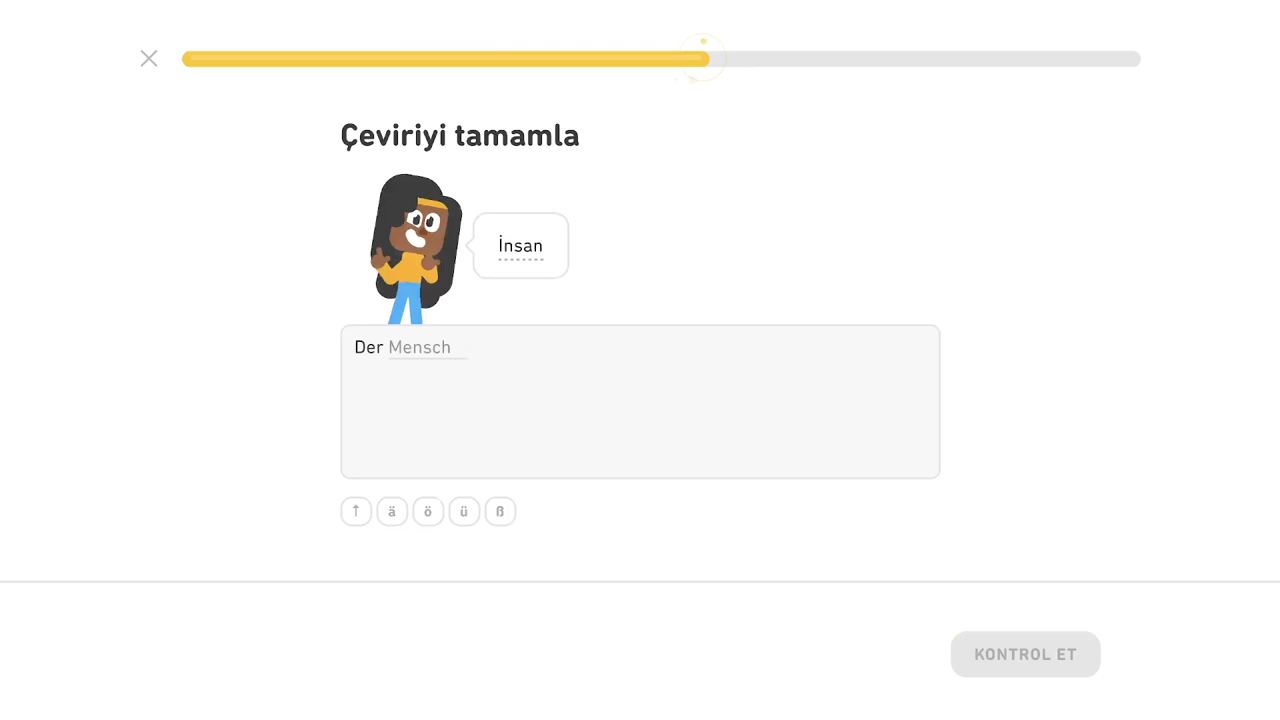 Çeviriyi tamamla
İnsan
Der Mensch
↑ ä ö ü ß
KONTROL ET